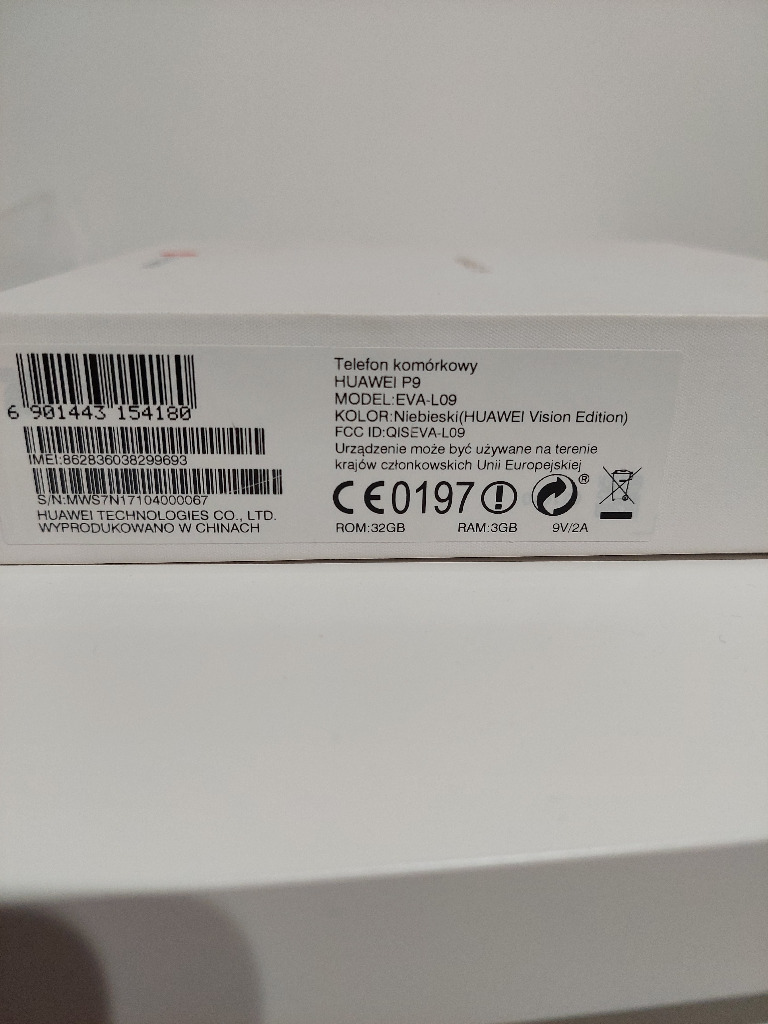 6 901443 154180
IMEI:862836038299693
S/N:MWS7N17104000067
HUAWEI TECHNOLOGIES CO., LTD.
WYPRODUKOWANO W CHINACH
Telefon komórkowy
HUAWEI P9
MODEL:EVA-L09
KOLOR:Niebieski(HUAWEI Vision Edition)
FCC ID:QISEVA-L09
Urządzenie może być używane na terenie
krajów członkowskich Unii Europejskiej
CE0197 ®
ROM:32GB RAM:3GB 9V/2A